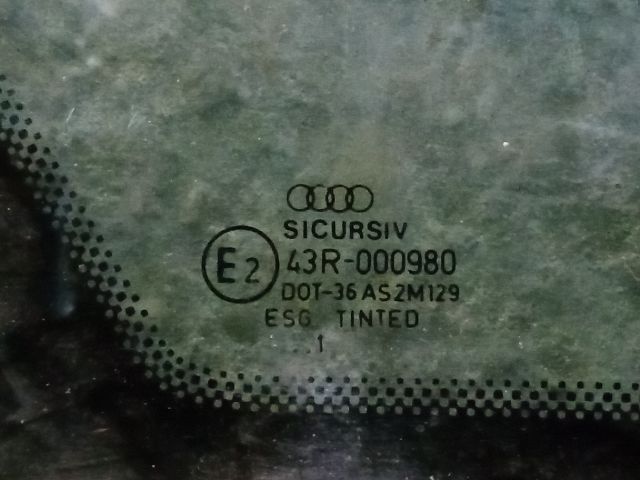 SICURSIV
E2 43R-000980
DOT-36 AS2M129
ESG TINTED
..1